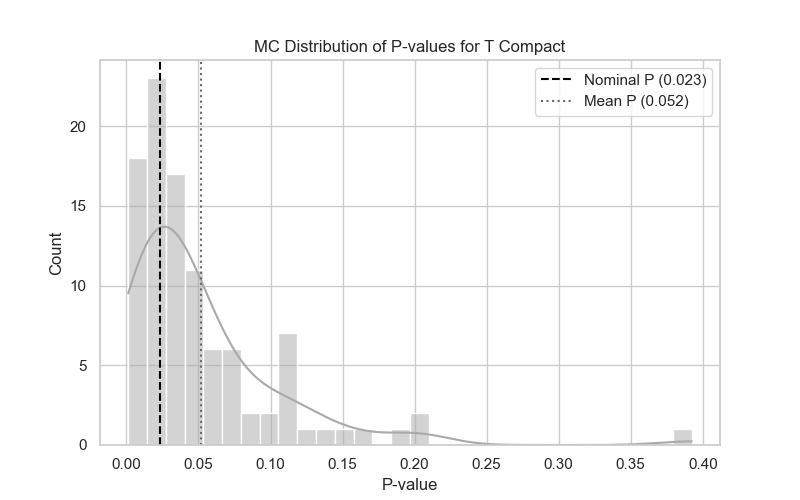 MC Distribution of P-values for T Compact
Nominal P (0.023)
Mean P (0.052)
Count
20
15
10
5
0
0.00 0.05 0.10 0.15 0.20 0.25 0.30 0.35 0.40
P-value